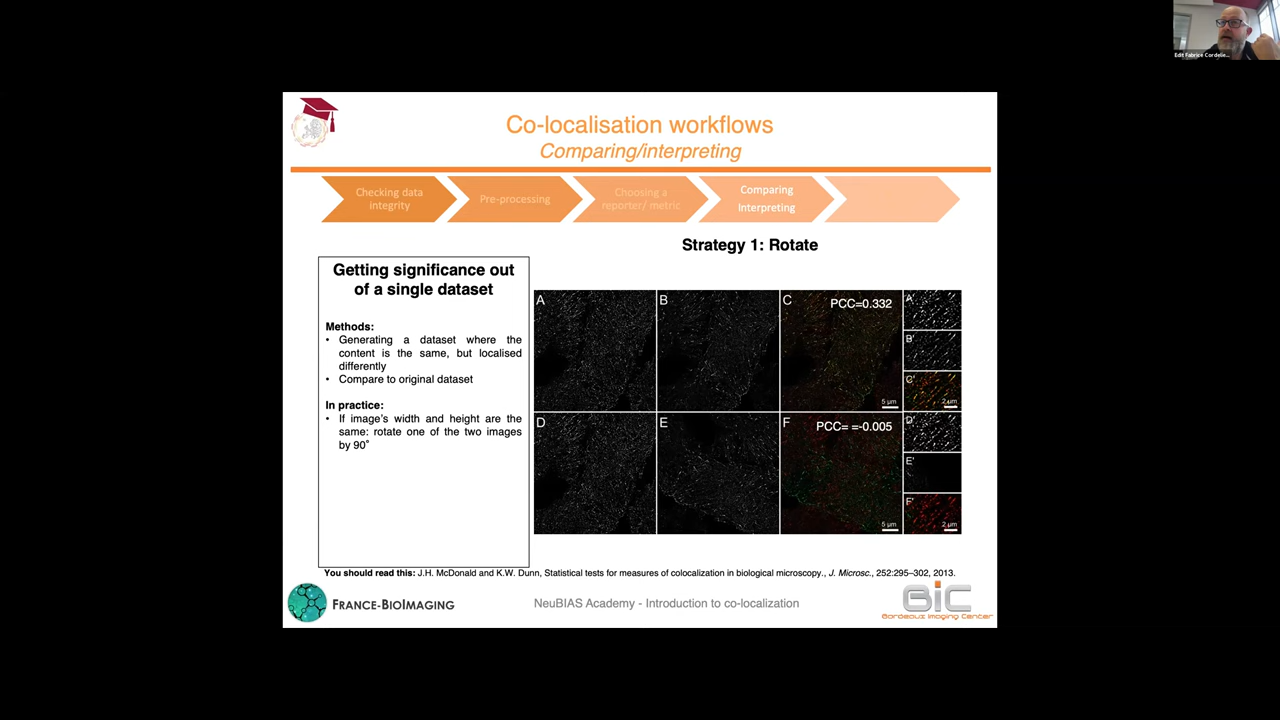 Edit Fabrice Cordele...
Co-localisation workflows
Comparing/interpreting
Checking data
integrity
Pre-processing
Choosing a
reporter/ metric
Comparing
Interpreting
Strategy 1: Rotate
Getting significance out
of a single dataset
Methods:
• Generating a dataset where the
content is the same, but localised
differently
• Compare to original dataset
In practice:
• If image's width and height are the
same: rotate one of the two images
by 90°
A
B
C
PCC=0.332
5 µm
A'
B'
C'
2 µm
D
E
F
PCC= =-0.005
5 µm
D'
E'
F'
2 µm
You should read this: J.H. McDonald and K.W. Dunn, Statistical tests for measures of colocalization in biological microscopy., J. Microsc., 252:295–302, 2013.
FRANCE-BIOIMAGING
NeuBIAS Academy - Introduction to co-localization
BiC
Bordeaux Imaging Center